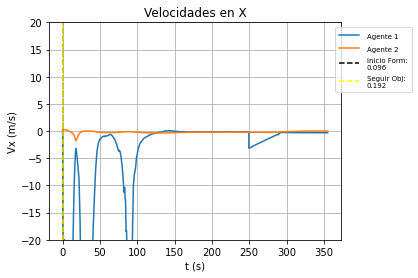 Velocidades en X
20
15
10
5
0
−5
−10
−15
−20
Vx (m/s)
0
50
100
150
200
250
300
350
t (s)
Agente 1
Agente 2
Inicio Form:
0.096
Seguir Obj:
0.192